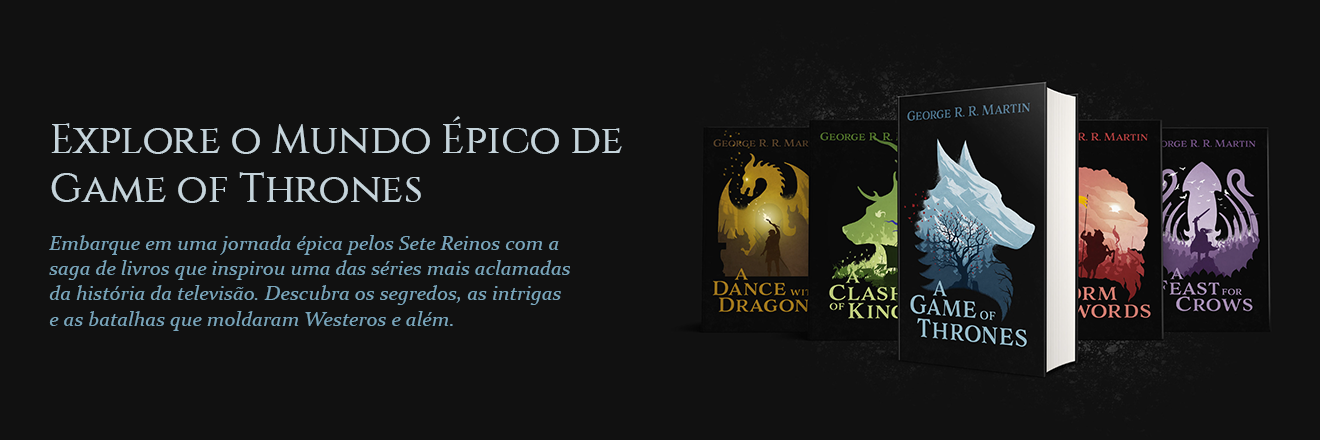 Explore o Mundo Épico de
Game of Thrones
Embarque em uma jornada épica pelos Sete Reinos com a
saga de livros que inspirou uma das séries mais aclamadas
da história da televisão. Descubra os segredos, as intrigas
e as batalhas que moldaram Westeros e além.
George R. R. Mar
A
Dance wit
Dragon
George R. R.
A
Clash
of King
George R. R. Martin
A
Game of
Thrones
R. Martin
orm
words
orge R. R. Martin
A
Feast for
Crows